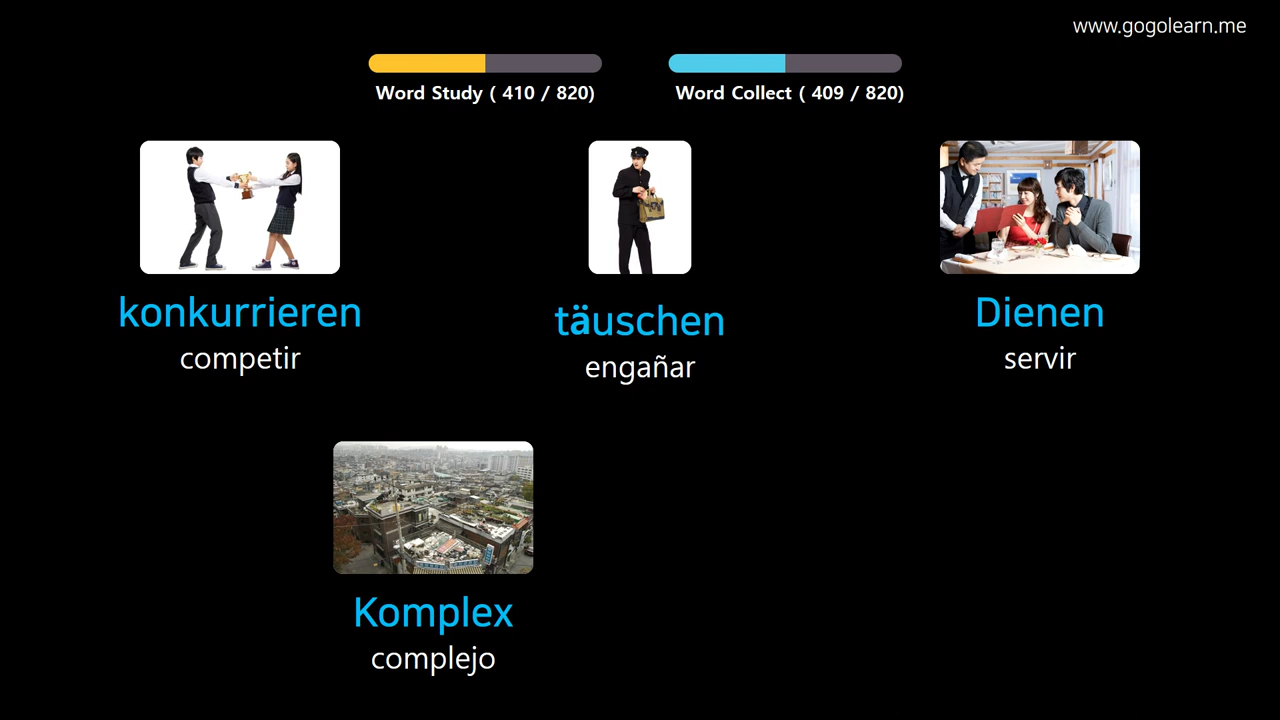 www.gogolearn.me
Word Study ( 410 / 820)
Word Collect ( 409 / 820)
konkurrieren
competir
täuschen
engañar
Dienen
servir
Komplex
complejo